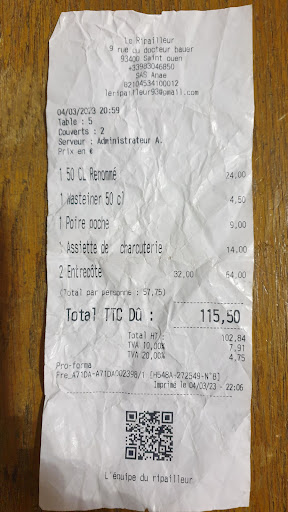 Le Ripailleur
9 rue du docteur bauer
93400 Saint ouen
+33983046850
SAS Anae
82104534100012
leripailleur93@gmail.com
04/03/2023 20:59
Table : 5
Couverts : 2
Serveur : Administrateur A.
Prix en €
1 50 CL Renommé 24,00
1 Wasteiner 50 cl 4,50
1 Poire poche 9,00
1 Assiette de charcuterie 14,00
2 Entrepôte 32,00 64,00
(Total par personne : 57,75)
Total TTC Dû : 115,50
Total HT 102,84
TVA 10,00% 7,91
TVA 20,00% 4,75
Pro-forma
Imprimé le 04/03/23 - 22:06
L'équipe du ripailleur